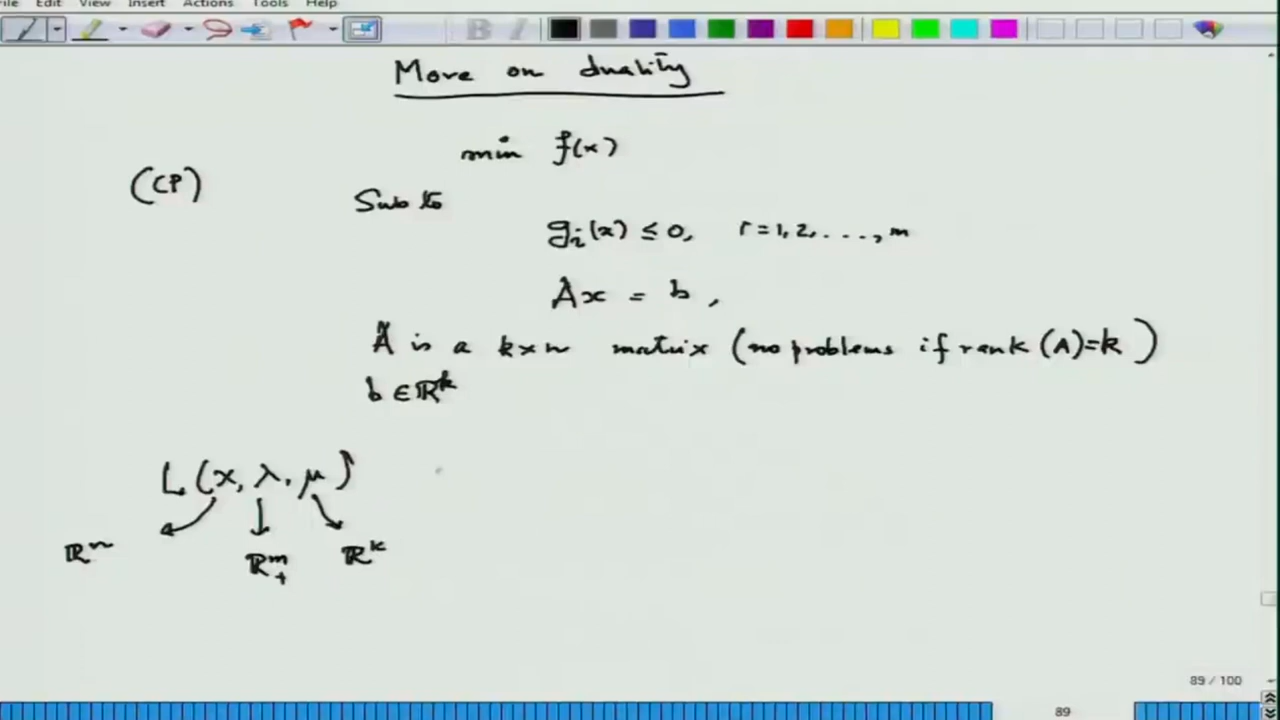 File Edit View Insert Actions Tools Help
More on duality
min f(x)
(CP)
Sub to
gᵢ(x) ≤ 0, i = 1, 2, ..., m
Ax = b,
A is a k×n matrix (no problems if rank (A) = k)
b ∈ ℝᵏ
L(x, λ, μ)
ℝⁿ ℝᵐ₊ ℝᵏ
89 / 100
89